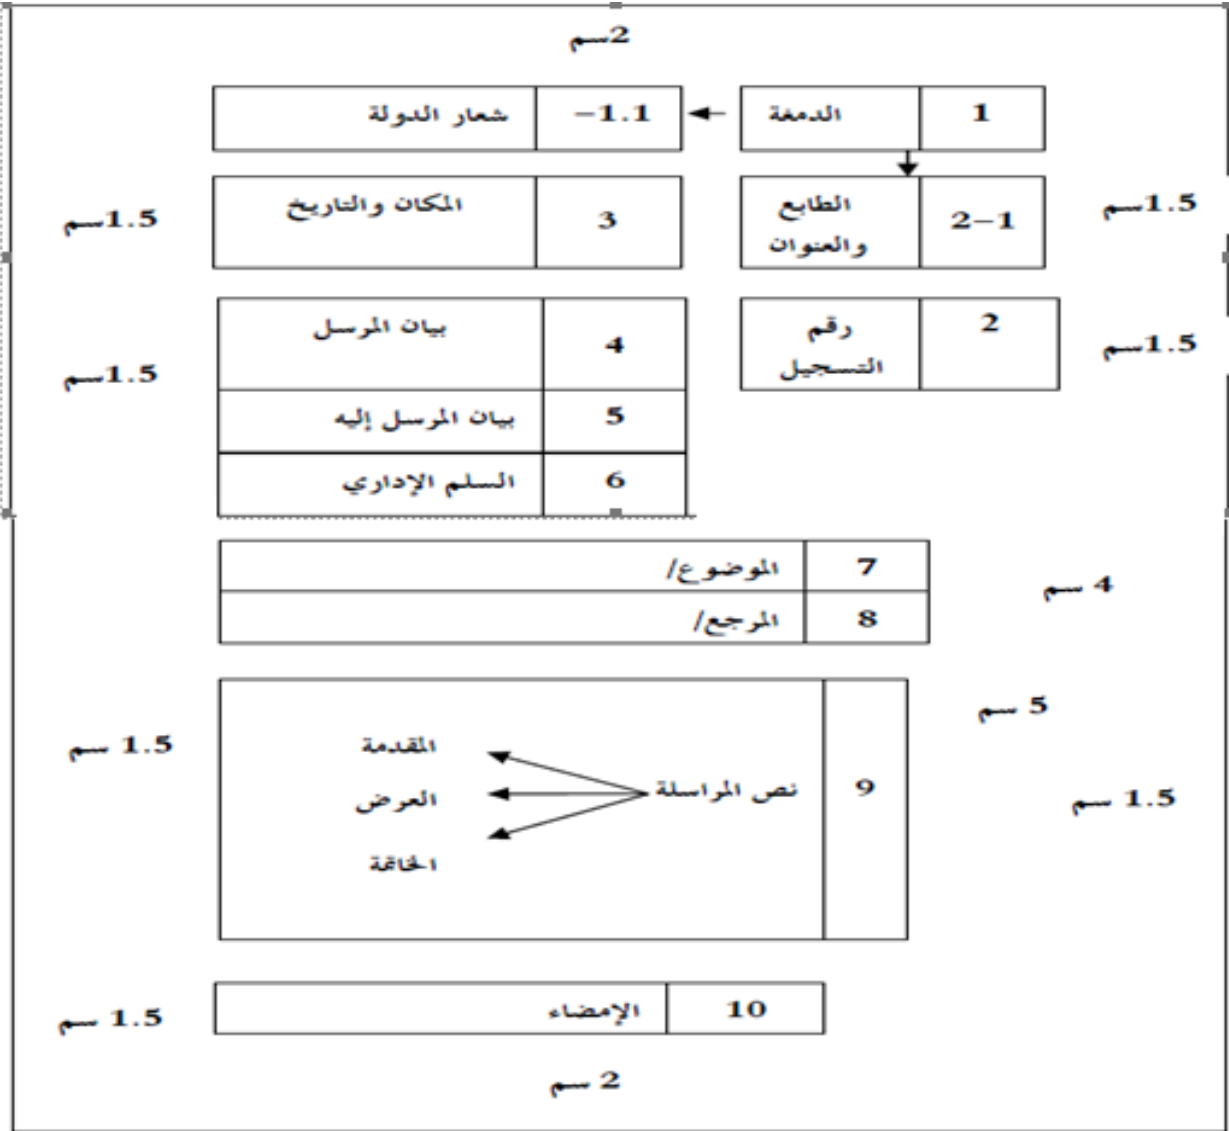 2سم
1 الدمغة 1.1– شعار الدولة
1.5سم 2–1 الطابع 3 المكان والتاريخ 1.5سم
والعنوان
1.5سم 2 رقم 4 بيان المرسل 1.5سم
التسجيل
5 بيان المرسل إليه
6 السلم الإداري
4 سم
7 الموضوع/
8 المرجع/
5 سم
1.5 سم
9 نص المراسلة
المقدمة
العرض
الخاتمة
1.5 سم
10 الإمضاء
1.5 سم
2 سم